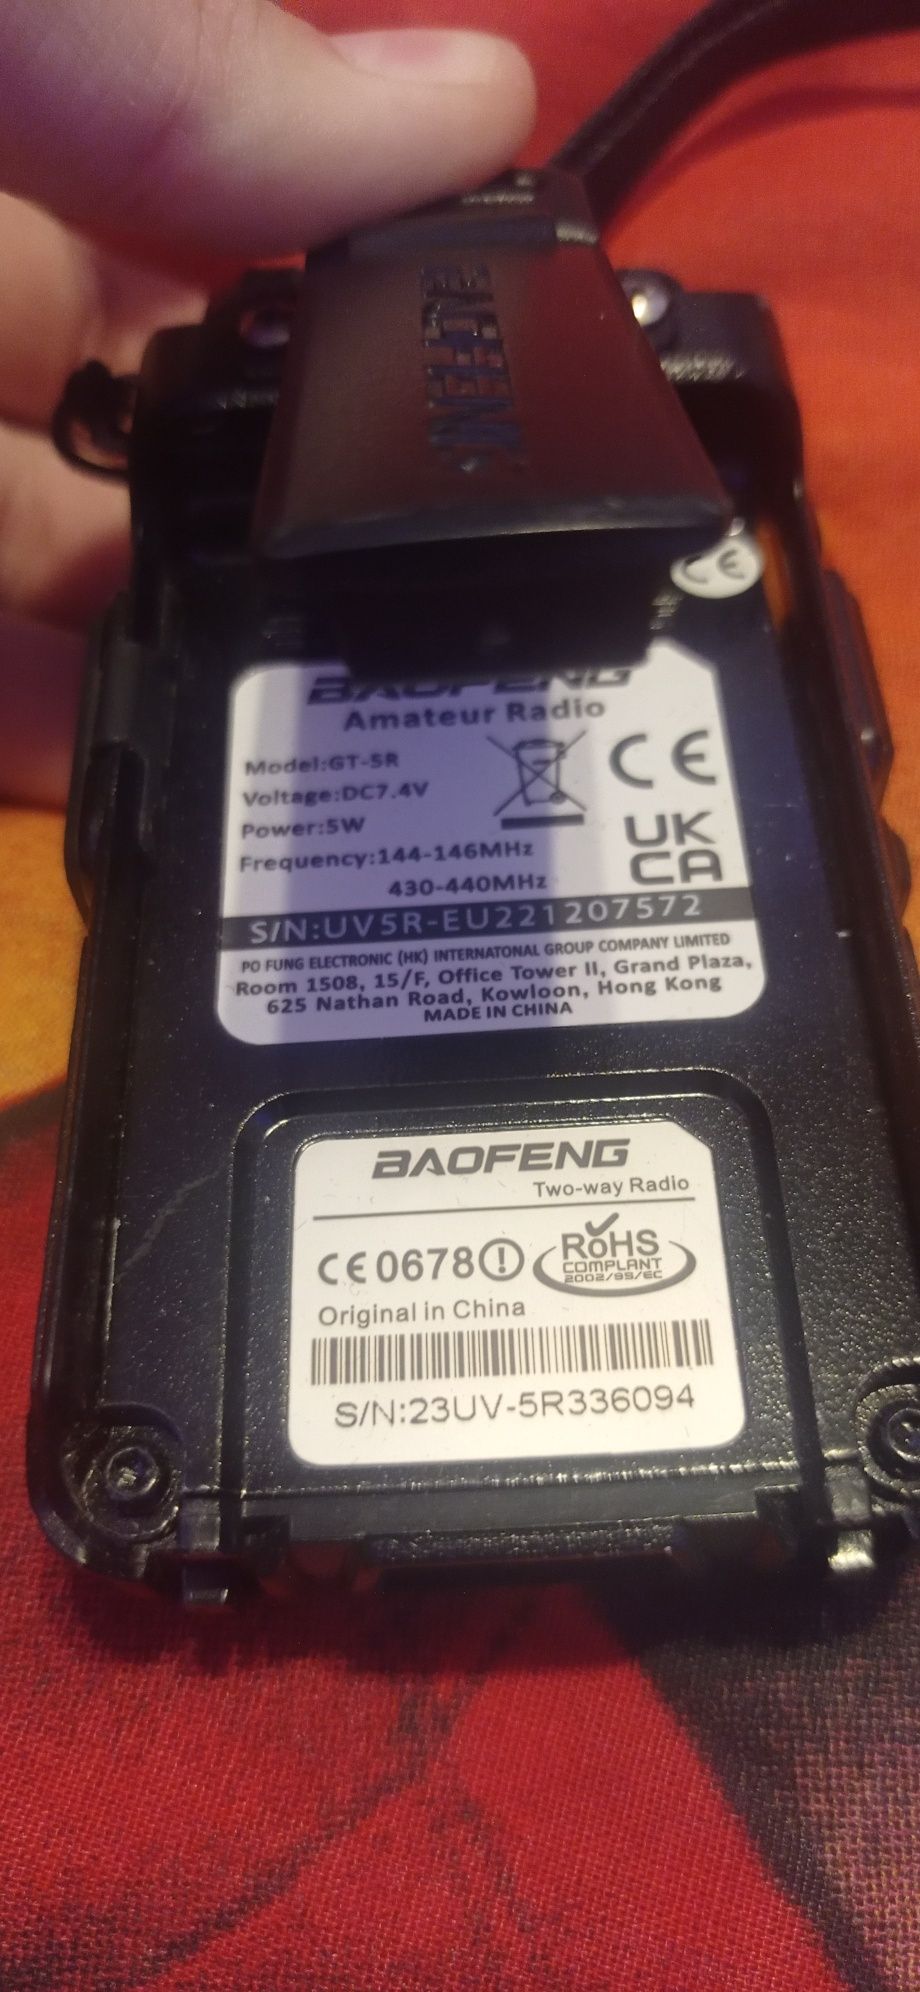 CE
BAOFENG
Amateur Radio
Model:GT-5R
Voltage:DC7.4V
Power:5W
Frequency:144-146MHz
430-440MHz
CE
UK
CA
S/N:UV5R-EU221207572
PO FUNG ELECTRONIC (HK) INTERNATONAL GROUP COMPANY LIMITED
Room 1508, 15/F, Office Tower II, Grand Plaza,
625 Nathan Road, Kowloon, Hong Kong
MADE IN CHINA
BAOFENG
Two-way Radio
CE0678!
RoHS
COMPLANT
2002/95/EC
Original in China
S/N:23UV-5R336094